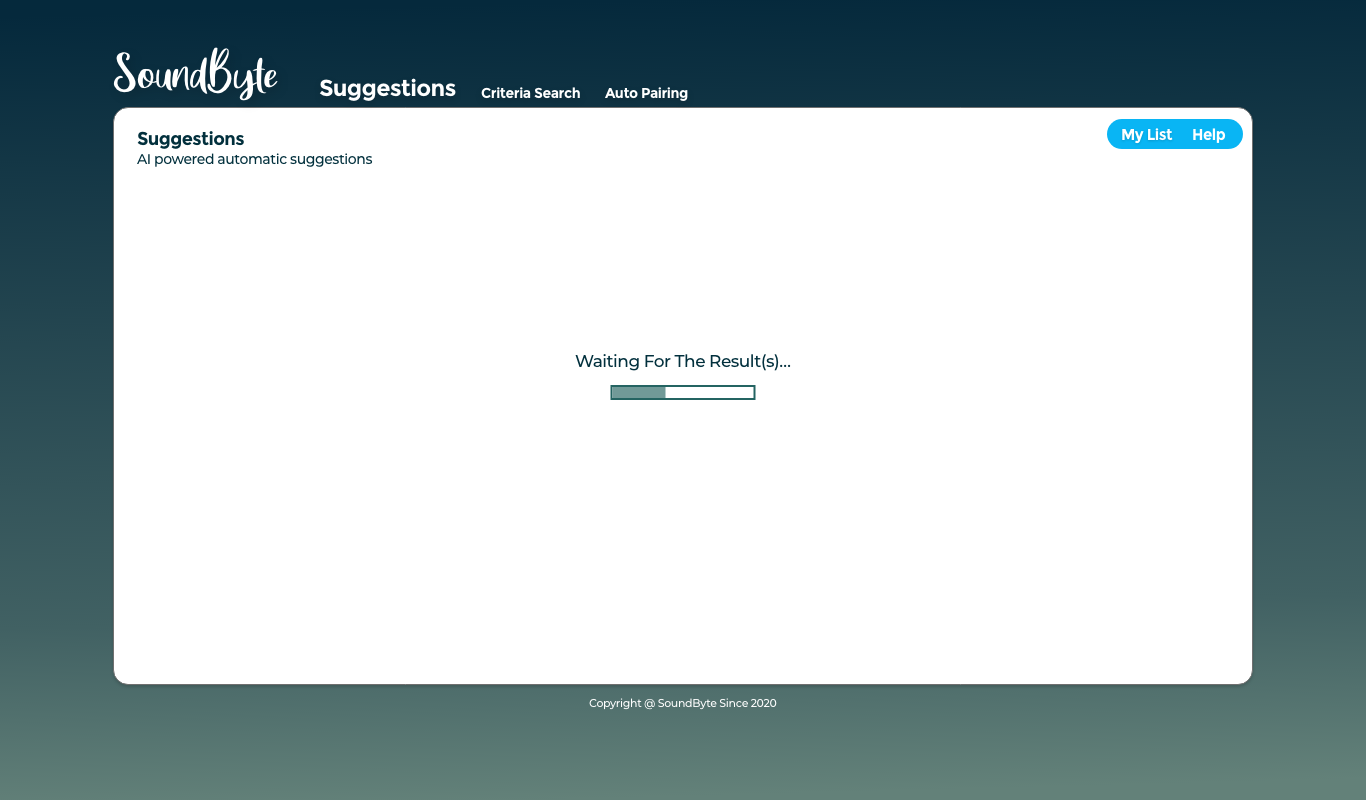 SoundByte
Suggestions
Criteria Search
Auto Pairing
Suggestions
AI powered automatic suggestions
My List
Help
Waiting For The Result(s)...
Copyright @ SoundByte Since 2020